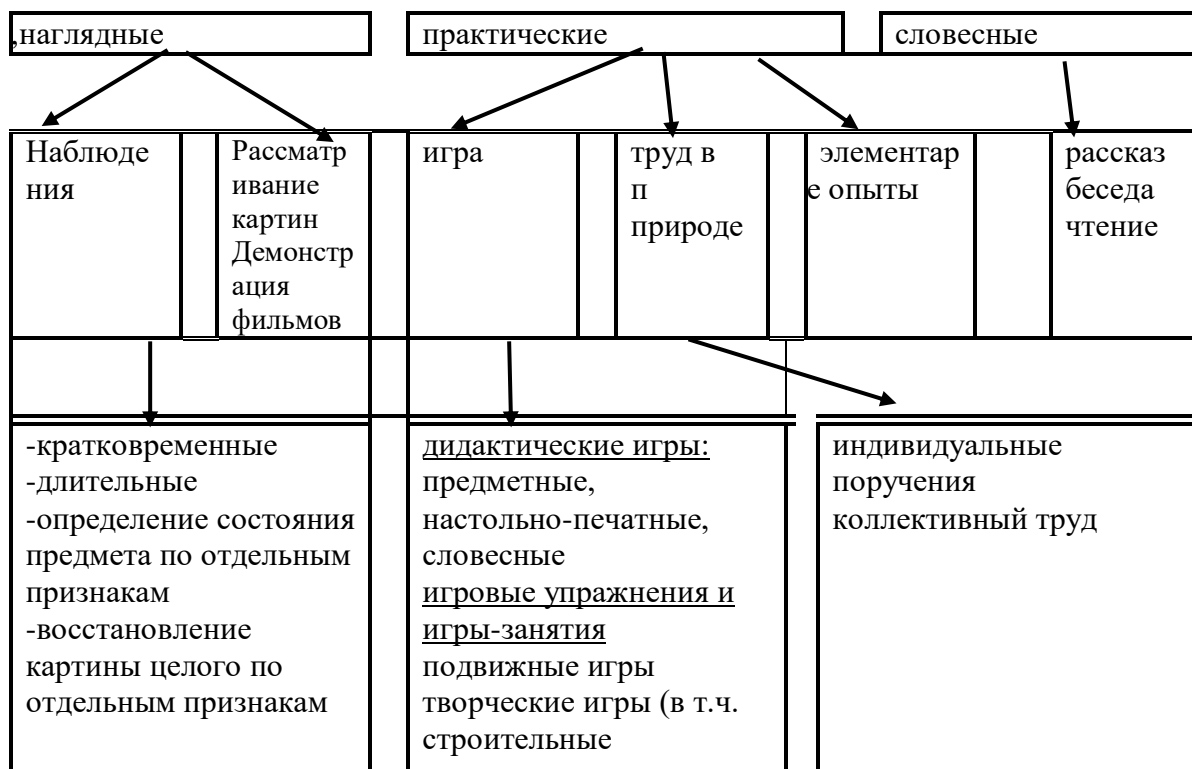 ,наглядные
практические
словесные
Наблюде
ния
Рассматр
ивание
картин
Демонстр
ация
фильмов
игра
труд в
п
природе
элементар
е опыты
рассказ
беседа
чтение
-кратковременные
-длительные
-определение состояния
предмета по отдельным
признакам
-восстановление
картины целого по
отдельным признакам
дидактические игры:
предметные,
настольно-печатные,
словесные
игровые упражнения и
игры-занятия
подвижные игры
творческие игры (в т.ч.
строительные
индивидуальные
поручения
коллективный труд